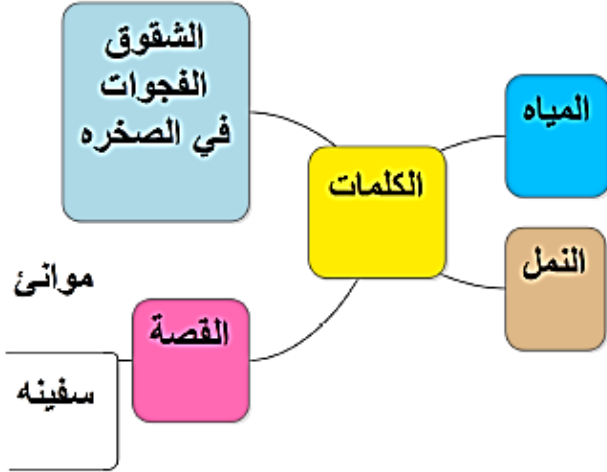 الشقوق
الفجوات
في الصخره
المياه
الكلمات
النمل
موانئ
القصة
سفينه